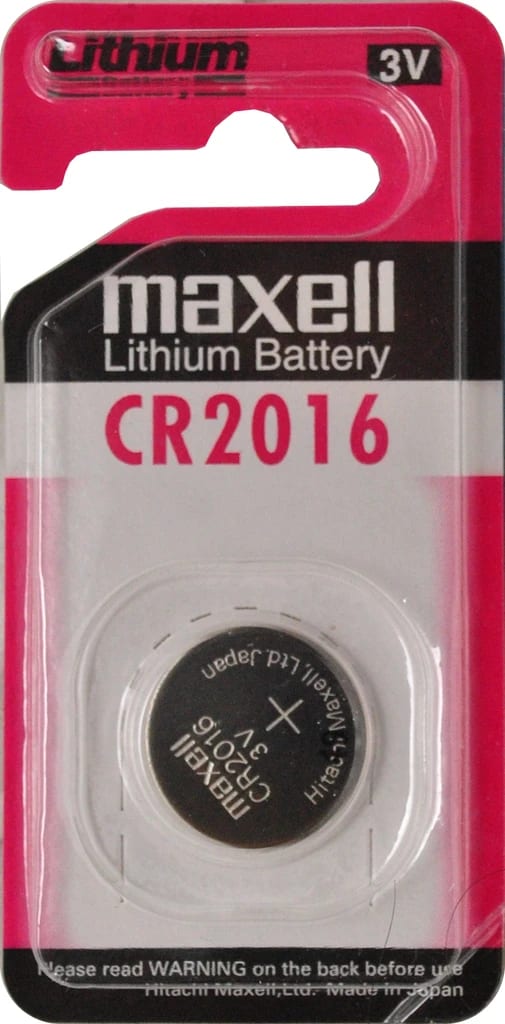 Lithium
Battery
3V
maxell
Lithium Battery
CR2016
Hitachi Maxell, Ltd. Japan
maxell
CR2016
3V
+
Please read WARNING on the back before use
Hitachi Maxell,Ltd. Made in Japan